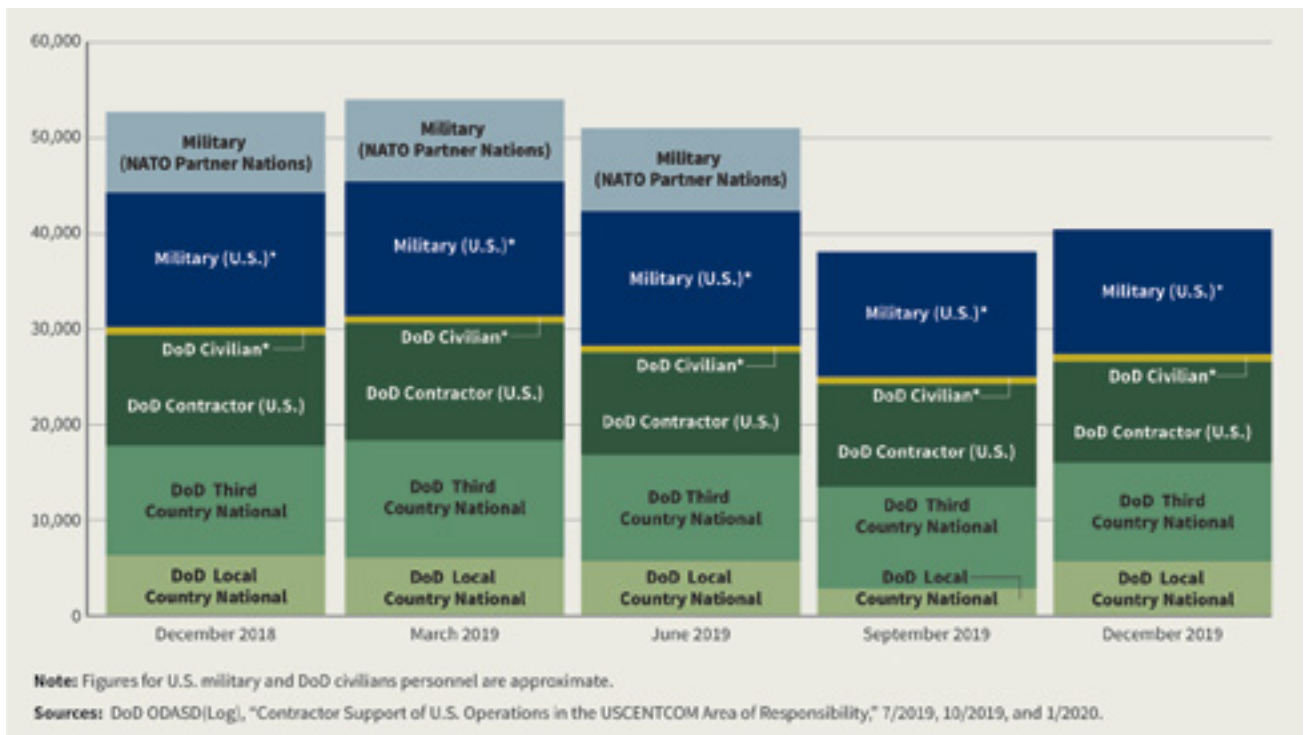 60,000
50,000
40,000
30,000
20,000
10,000
0
Military
(NATO Partner Nations)
Military (U.S.)*
DoD Civilian*
DoD Contractor (U.S.)
DoD Third
Country National
DoD Local
Country National
December 2018
Military
(NATO Partner Nations)
Military (U.S.)*
DoD Civilian*
DoD Contractor (U.S.)
DoD Third
Country National
DoD Local
Country National
March 2019
Military
(NATO Partner Nations)
Military (U.S.)*
DoD Civilian*
DoD Contractor (U.S.)
DoD Third
Country National
DoD Local
Country National
June 2019
Military (U.S.)*
DoD Civilian*
DoD Contractor (U.S.)
DoD Third
Country National
DoD Local
Country National
September 2019
Military (U.S.)*
DoD Civilian*
DoD Contractor (U.S.)
DoD Third
Country National
DoD Local
Country National
December 2019
Note: Figures for U.S. military and DoD civilians personnel are approximate.
Sources: DoD ODASD(Log), “Contractor Support of U.S. Operations in the USCENTCOM Area of Responsibility,” 7/2019, 10/2019, and 1/2020.